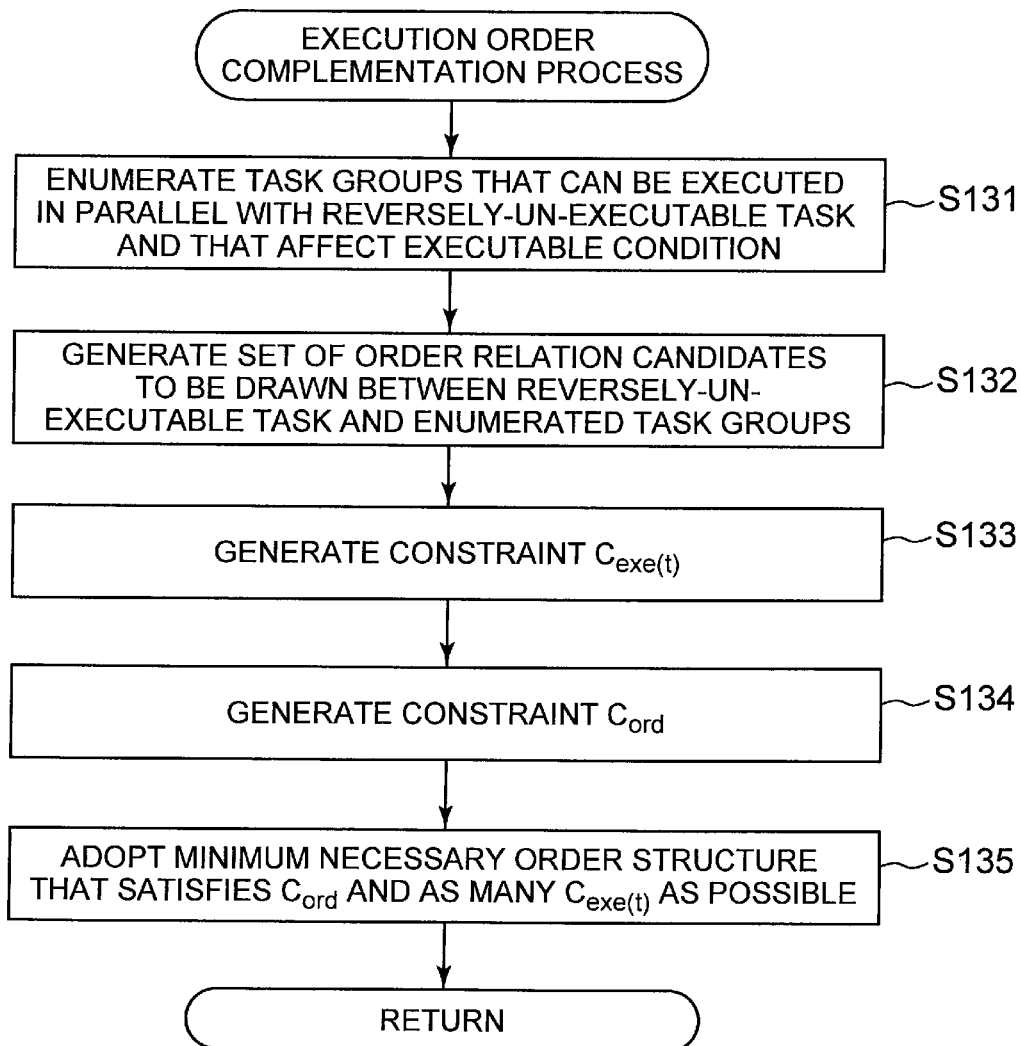 EXECUTION ORDER
COMPLEMENTATION PROCESS
ENUMERATE TASK GROUPS THAT CAN BE EXECUTED
IN PARALLEL WITH REVERSELY-UN-EXECUTABLE TASK
AND THAT AFFECT EXECUTABLE CONDITION
S131
GENERATE SET OF ORDER RELATION CANDIDATES
TO BE DRAWN BETWEEN REVERSELY-UN-
EXECUTABLE TASK AND ENUMERATED TASK GROUPS
S132
GENERATE CONSTRAINT Cexe(t)
S133
GENERATE CONSTRAINT Cord
S134
ADOPT MINIMUM NECESSARY ORDER STRUCTURE
THAT SATISFIES Cord AND AS MANY Cexe(t) AS POSSIBLE
S135
RETURN